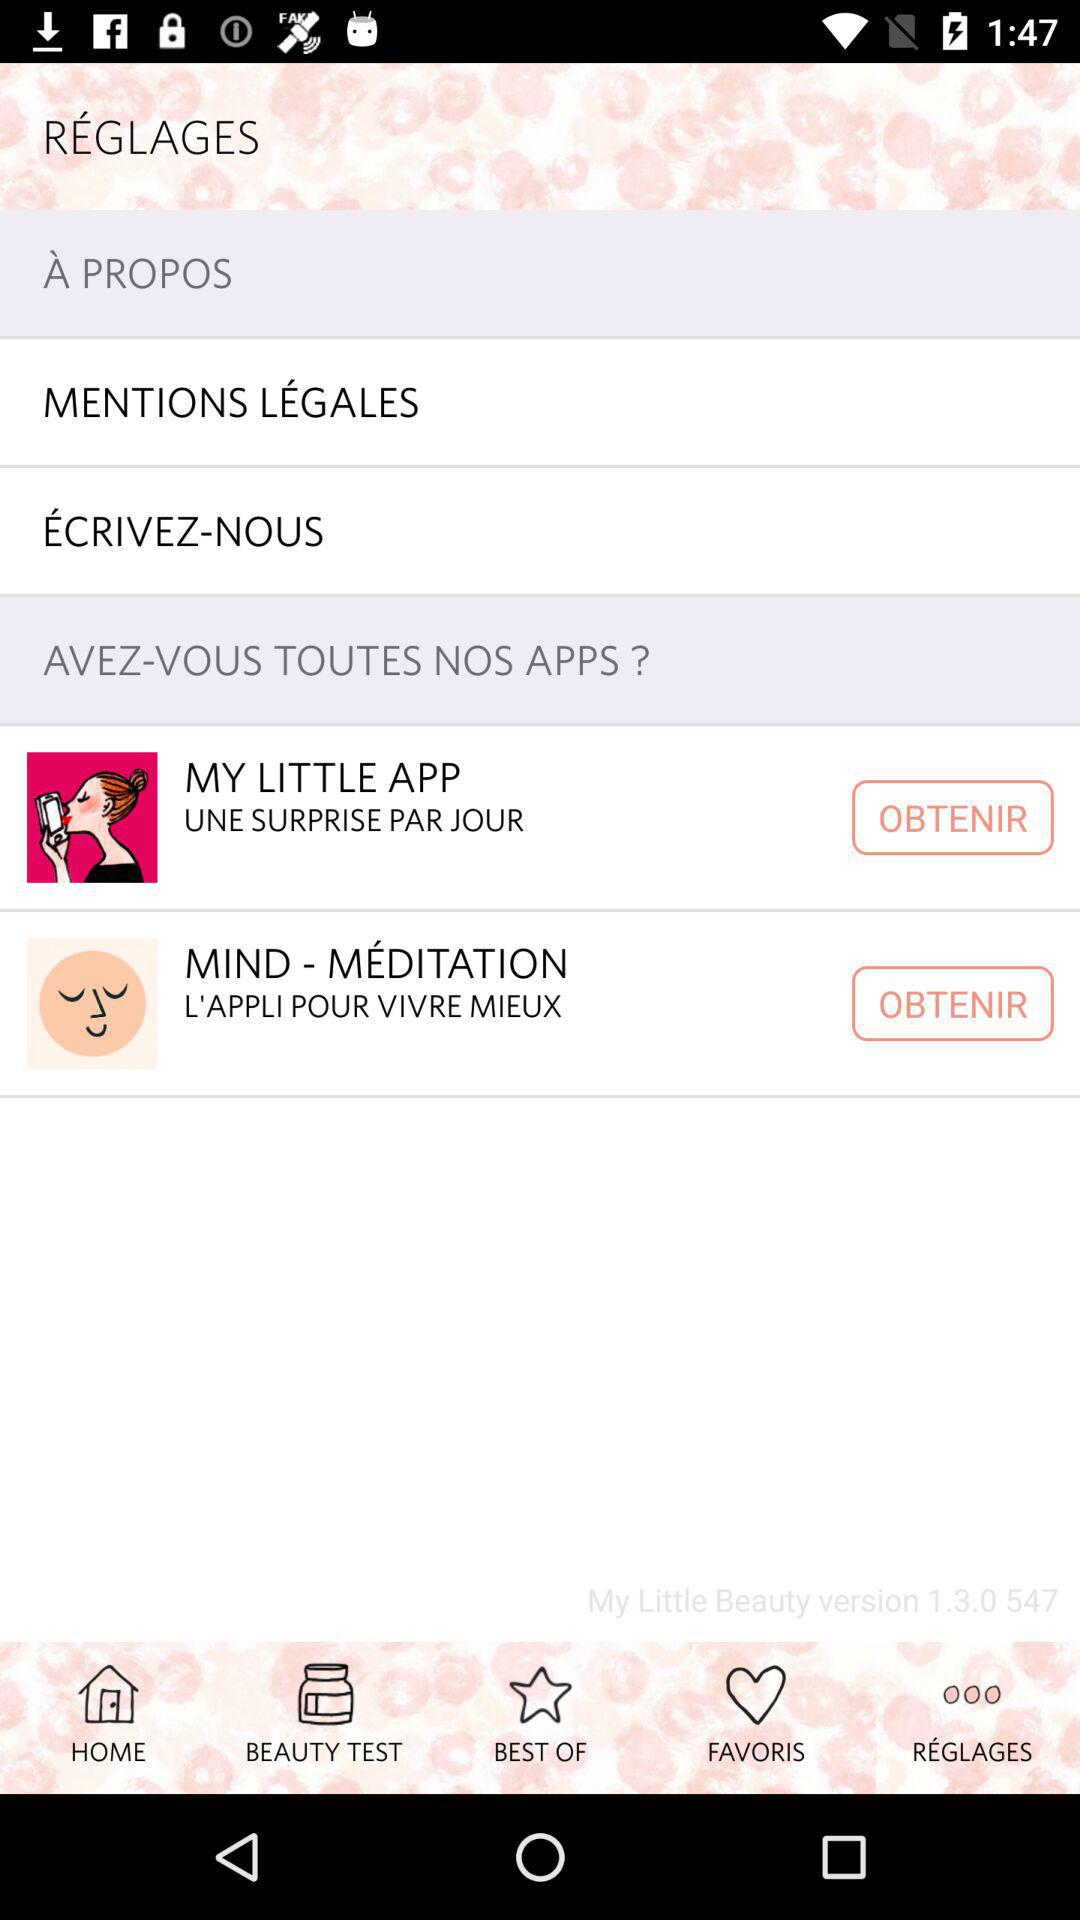 FAKE
1:47
RÉGLAGES
À PROPOS
MENTIONS LÉGALES
ÉCRIVEZ-NOUS
AVEZ-VOUS TOUTES NOS APPS ?
MY LITTLE APP
UNE SURPRISE PAR JOUR
OBTENIR
MIND - MÉDITATION
L'APPLI POUR VIVRE MIEUX
OBTENIR
My Little Beauty version 1.3.0 547
HOME
BEAUTY TEST
BEST OF
FAVORIS
RÉGLAGES